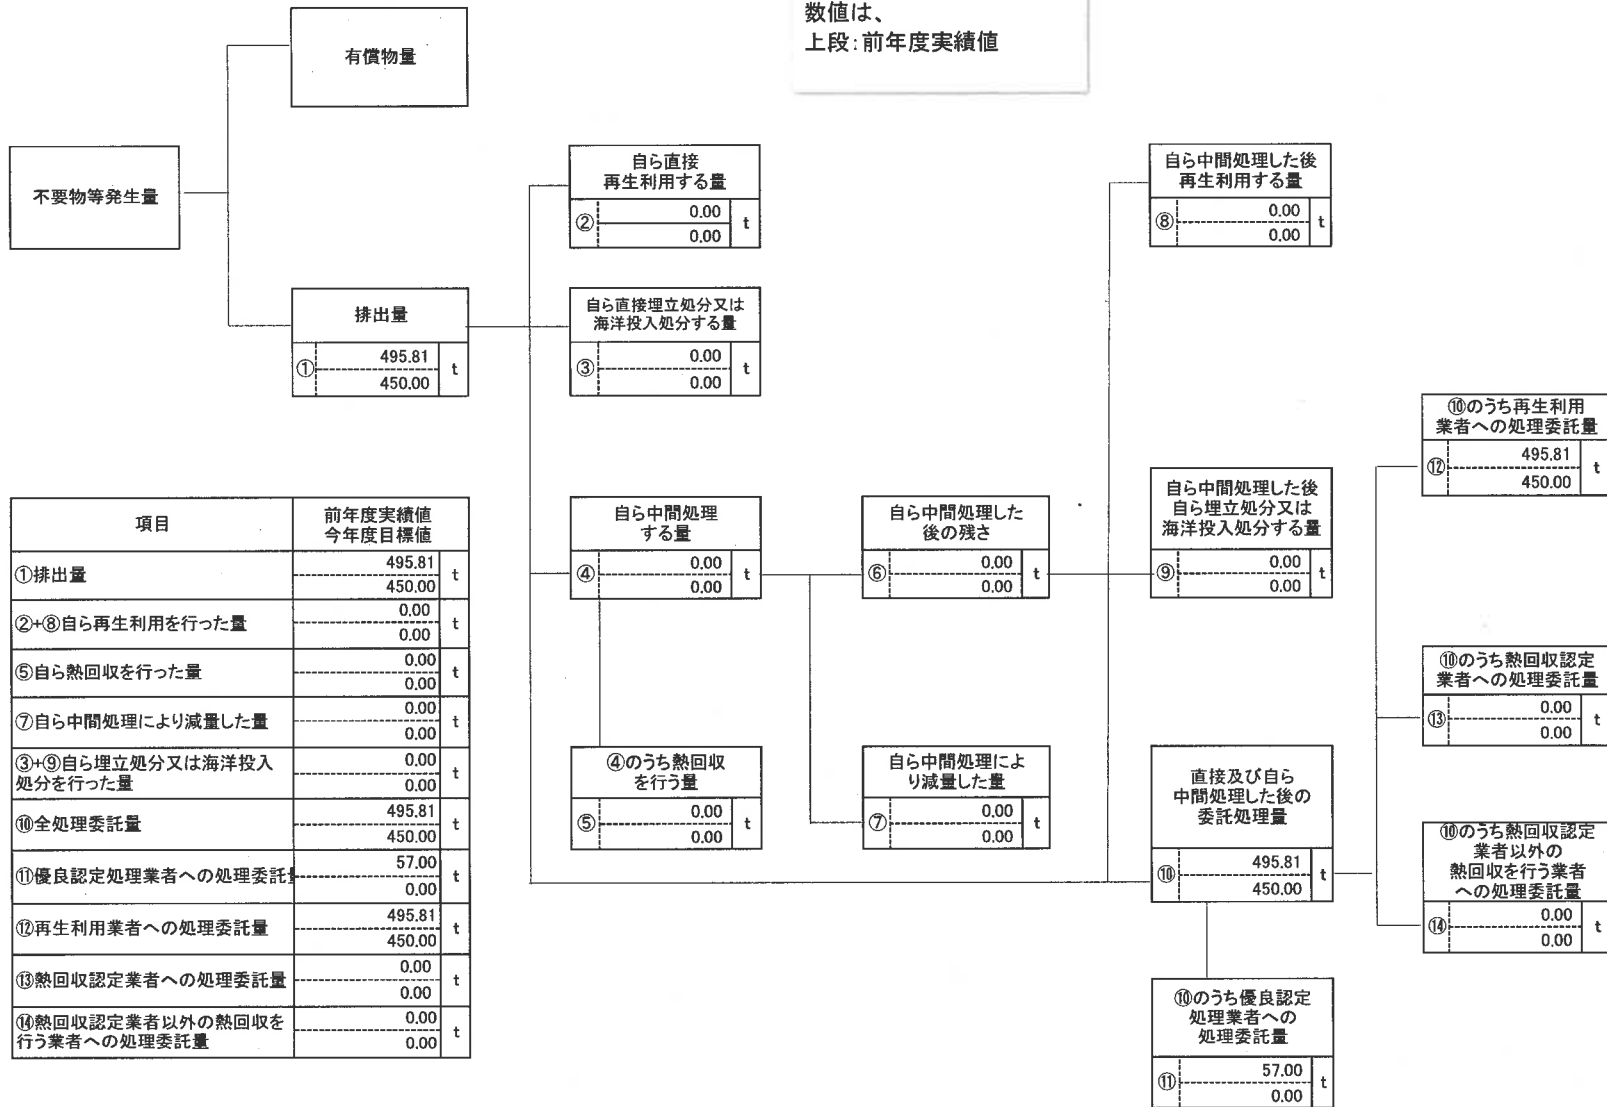 数値は、
上段:前年度実績値
有償物量
不要物等発生量
排出量
① 495.81 t
450.00
自ら直接
再生利用する量
② 0.00 t
0.00
自ら直接埋立処分又は
海洋投入処分する量
③ 0.00 t
0.00
自ら中間処理した後
再生利用する量
⑧ 0.00 t
0.00
自ら中間処理
する量
④ 0.00 t
0.00
自ら中間処理した
後の残さ
⑥ 0.00 t
0.00
自ら中間処理した後
自ら埋立処分又は
海洋投入処分する量
⑨ 0.00 t
0.00
④のうち熱回収
を行う量
⑤ 0.00 t
0.00
自ら中間処理によ
り減量した量
⑦ 0.00 t
0.00
直接及び自ら
中間処理した後の
委託処理量
⑩ 495.81 t
450.00
⑩のうち優良認定
処理業者への
処理委託量
⑪ 57.00 t
0.00
⑩のうち再生利用
業者への処理委託量
⑫ 495.81 t
450.00
⑩のうち熱回収認定
業者への処理委託量
⑬ 0.00 t
0.00
⑩のうち熱回収認定
業者以外の
熱回収を行う業者
への処理委託量
⑭ 0.00 t
0.00
項目 前年度実績値
今年度目標値
①排出量 495.81 t
450.00
②+⑧自ら再生利用を行った量 0.00 t
0.00
⑤自ら熱回収を行った量 0.00 t
0.00
⑦自ら中間処理により減量した量 0.00 t
0.00
③+⑨自ら埋立処分又は海洋投入 0.00 t
処分を行った量 0.00
⑩全処理委託量 495.81 t
450.00
⑪優良認定処理業者への処理委託 57.00 t
0.00
⑫再生利用業者への処理委託量 495.81 t
450.00
⑬熱回収認定業者への処理委託量 0.00 t
0.00
⑭熱回収認定業者以外の熱回収を 0.00 t
行う業者への処理委託量 0.00